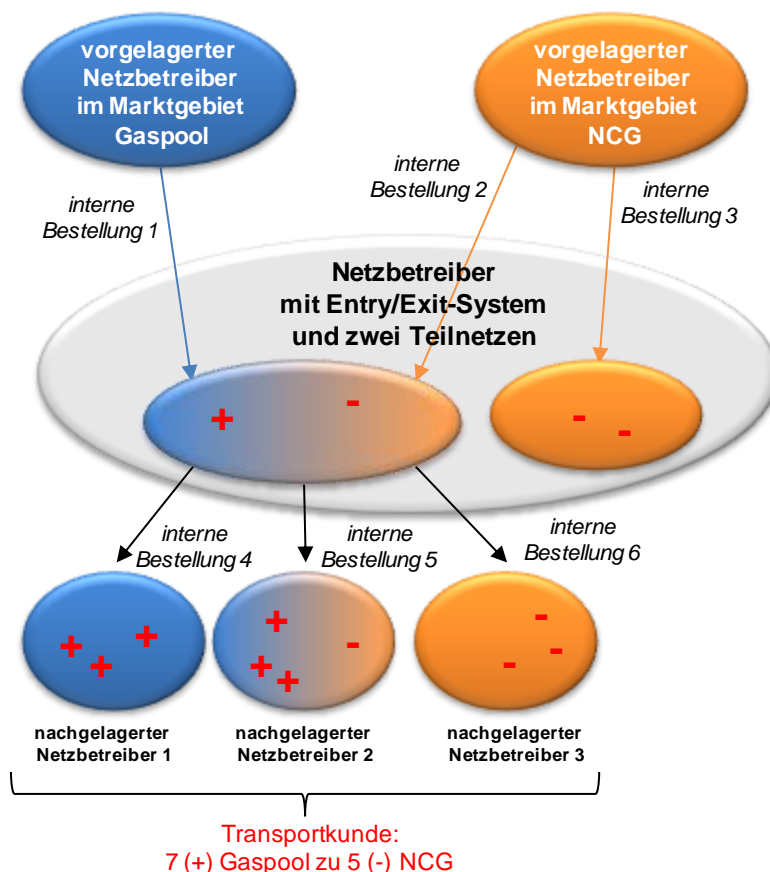 vorgelagerter
Netzbetreiber
im Marktgebiet
Gaspool
vorgelagerter
Netzbetreiber
im Marktgebiet
NCG
interne
Bestellung 1
interne
Bestellung 2
interne
Bestellung 3
Netzbetreiber
mit Entry/Exit-System
und zwei Teilnetzen
+
-
- -
interne
Bestellung 4
interne
Bestellung 5
interne
Bestellung 6
+ + +
+ + + -
- - -
nachgelagerter
Netzbetreiber 1
nachgelagerter
Netzbetreiber 2
nachgelagerter
Netzbetreiber 3
Transportkunde:
7 (+) Gaspool zu 5 (-) NCG